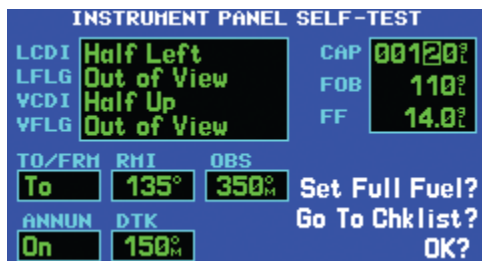 INSTRUMENT PANEL SELF-TEST
LCDI Half Left
LFLG Out of View
VCDI Half Up
VFLG Out of View
CAP 00120 g/L
FOB 110 g/L
FF 14.0 g/L
TO/FRM RMI OBS
To 135° 350°M
Set Full Fuel?
Go To Chklist?
ANNUN DTK
On 150°M
OK?